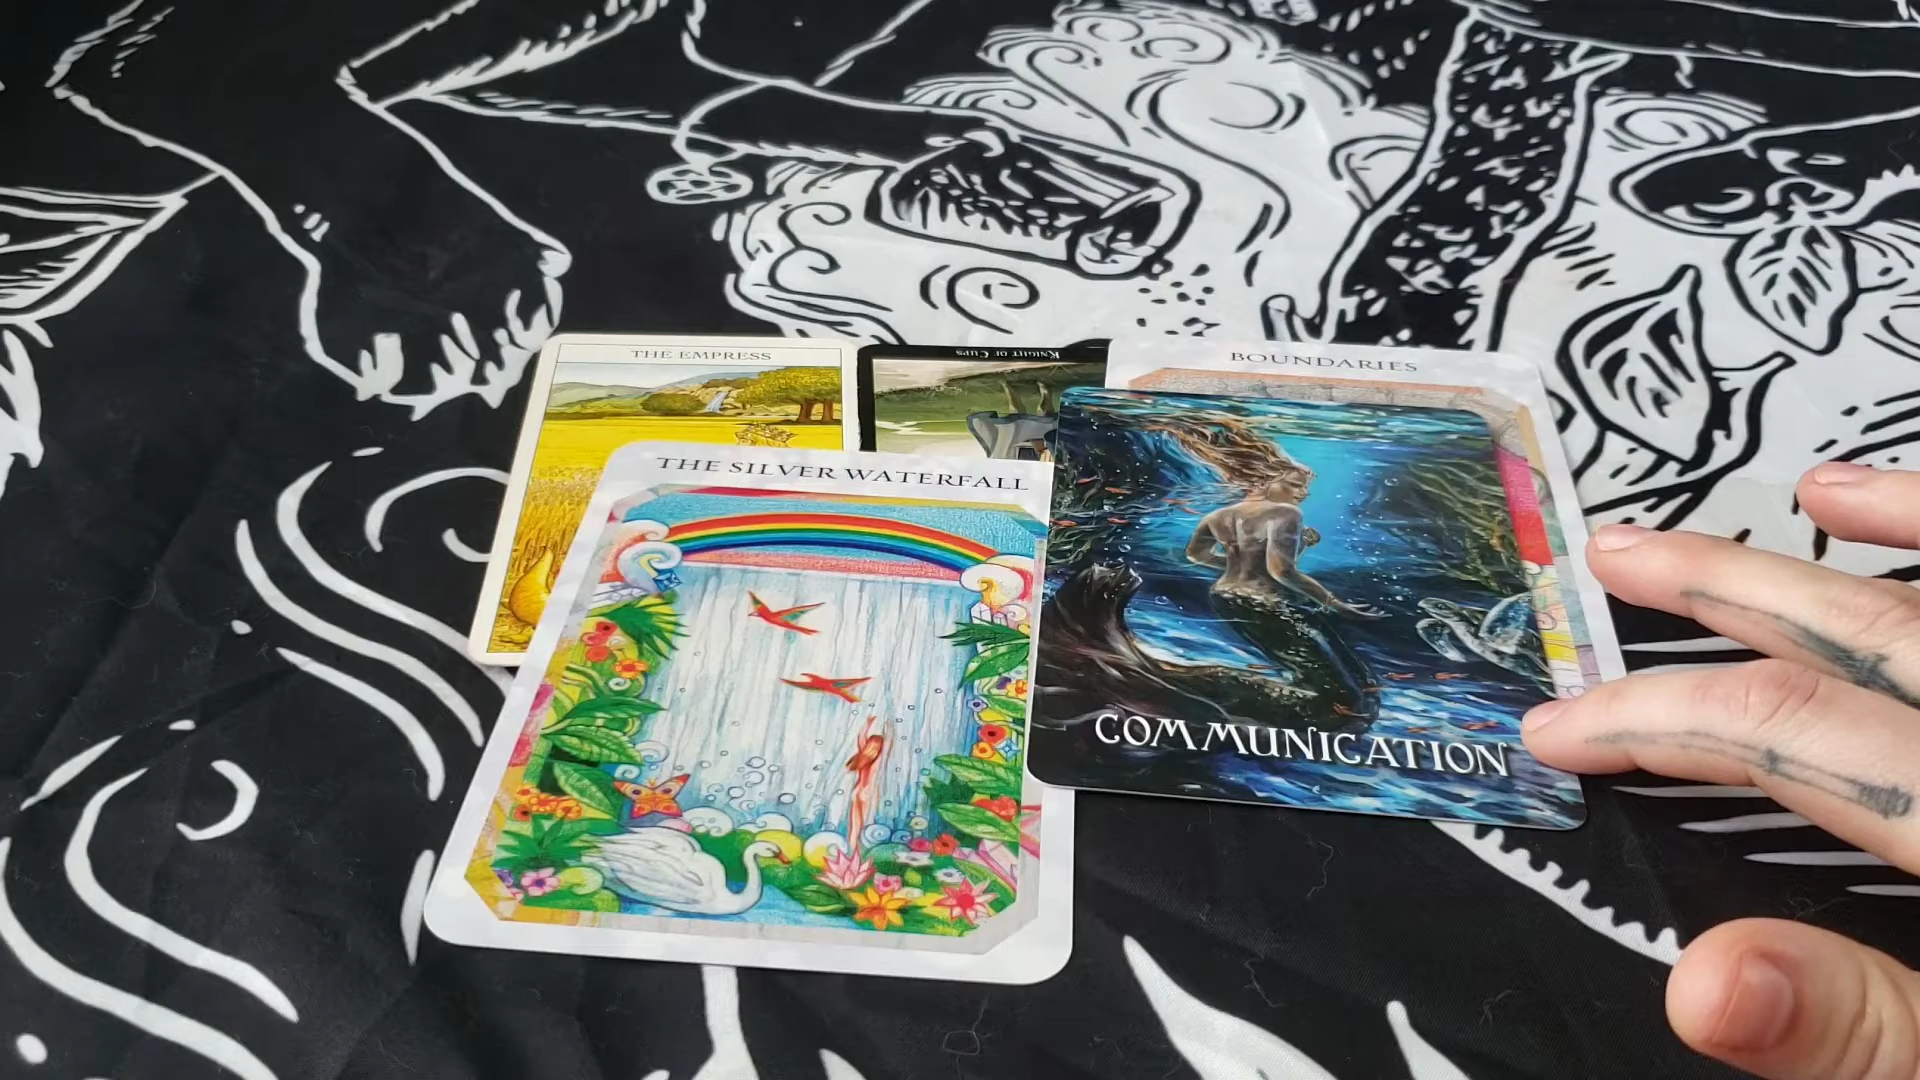 THE EMPRESS
KNIGHT OF CUPS
BOUNDARIES
THE SILVER WATERFALL
COMMUNICATION